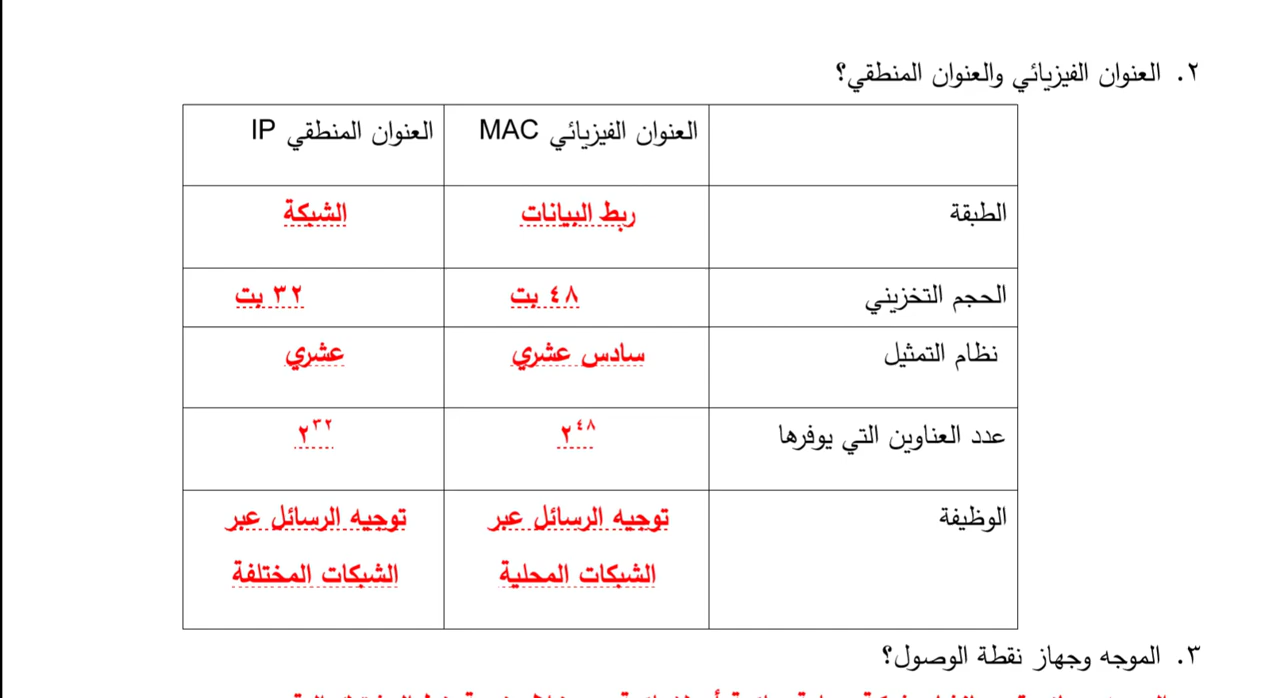 ٢. العنوان الفيزيائي والعنوان المنطقي؟
العنوان الفيزيائي MAC العنوان المنطقي IP
الطبقة ربط البيانات الشبكة
الحجم التخزيني ٤٨ بت ٣٢ بت
نظام التمثيل سادس عشري عشري
عدد العناوين التي يوفرها ٢^٤٨ ٢^٣٢
الوظيفة توجيه الرسائل عبر توجيه الرسائل عبر
الشبكات المحلية الشبكات المختلفة
٣. الموجه وجهاز نقطة الوصول؟